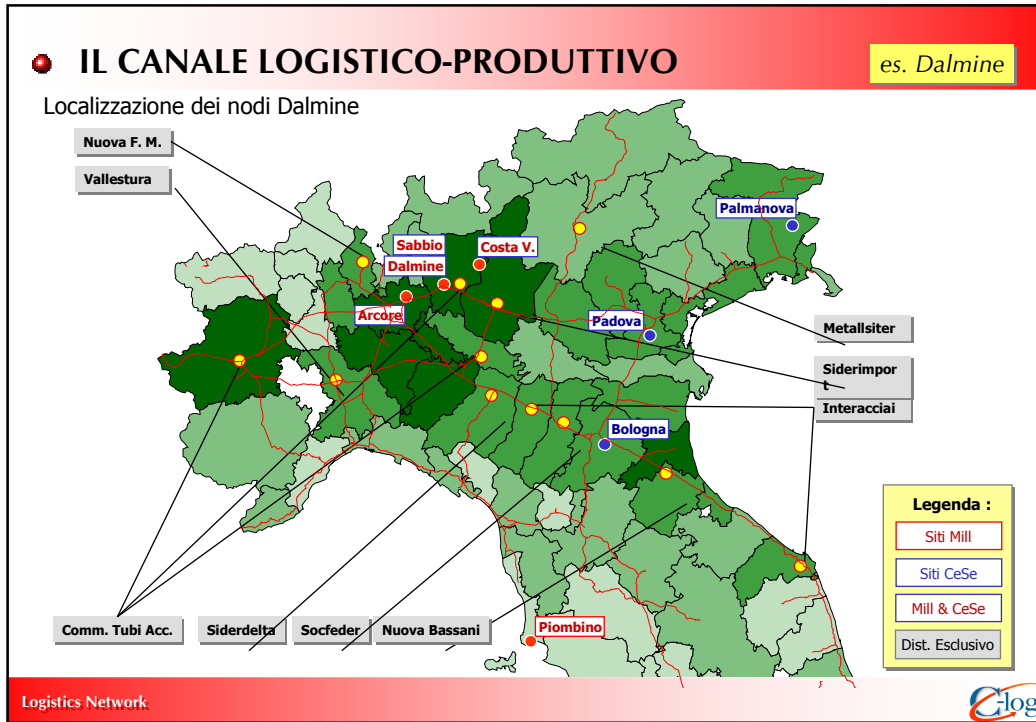 IL CANALE LOGISTICO-PRODUTTIVO
es. Dalmine
Localizzazione dei nodi Dalmine
Nuova F. M.
Vallestura
Palmanova
Sabbio
Costa V.
Dalmine
Arcore
Padova
Metallsiter
Siderimpor
t
Interacciai
Bologna
Legenda :
Siti Mill
Siti CeSe
Mill & CeSe
Dist. Esclusivo
Comm. Tubi Acc.
Siderdelta
Socfeder
Nuova Bassani
Piombino
Logistics Network
C-log